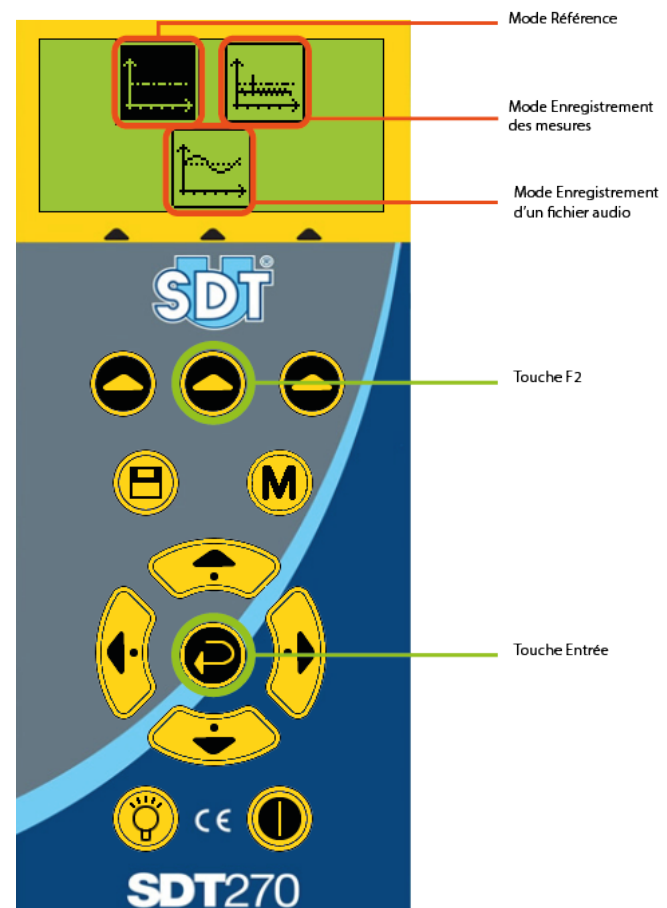 Mode Référence
Mode Enregistrement
des mesures
Mode Enregistrement
d'un fichier audio
SDT®
Touche F2
M
Touche Entrée
CE
SDT270